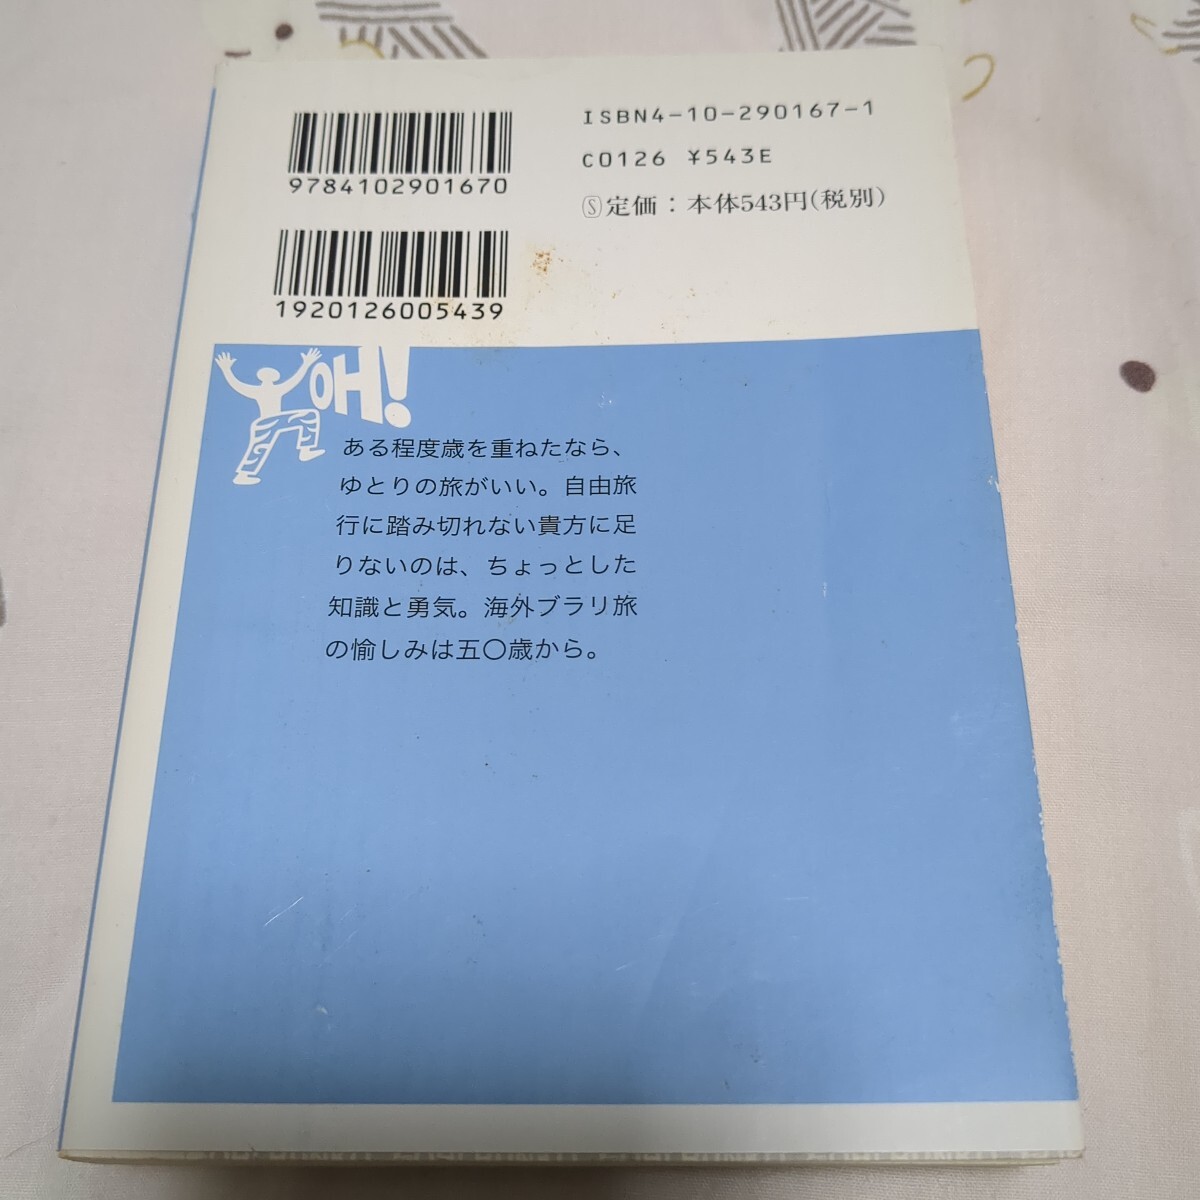 9784102901670
1920126005439
ISBN4-10-290167-1
C0126 ¥543E
Ⓢ定価：本体543円(税別)
OH!
ある程度歳を重ねたなら、
ゆとりの旅がいい。自由旅
行に踏み切れない貴方に足
りないのは、ちょっとした
知識と勇気。海外ブラリ旅
の愉しみは五〇歳から。